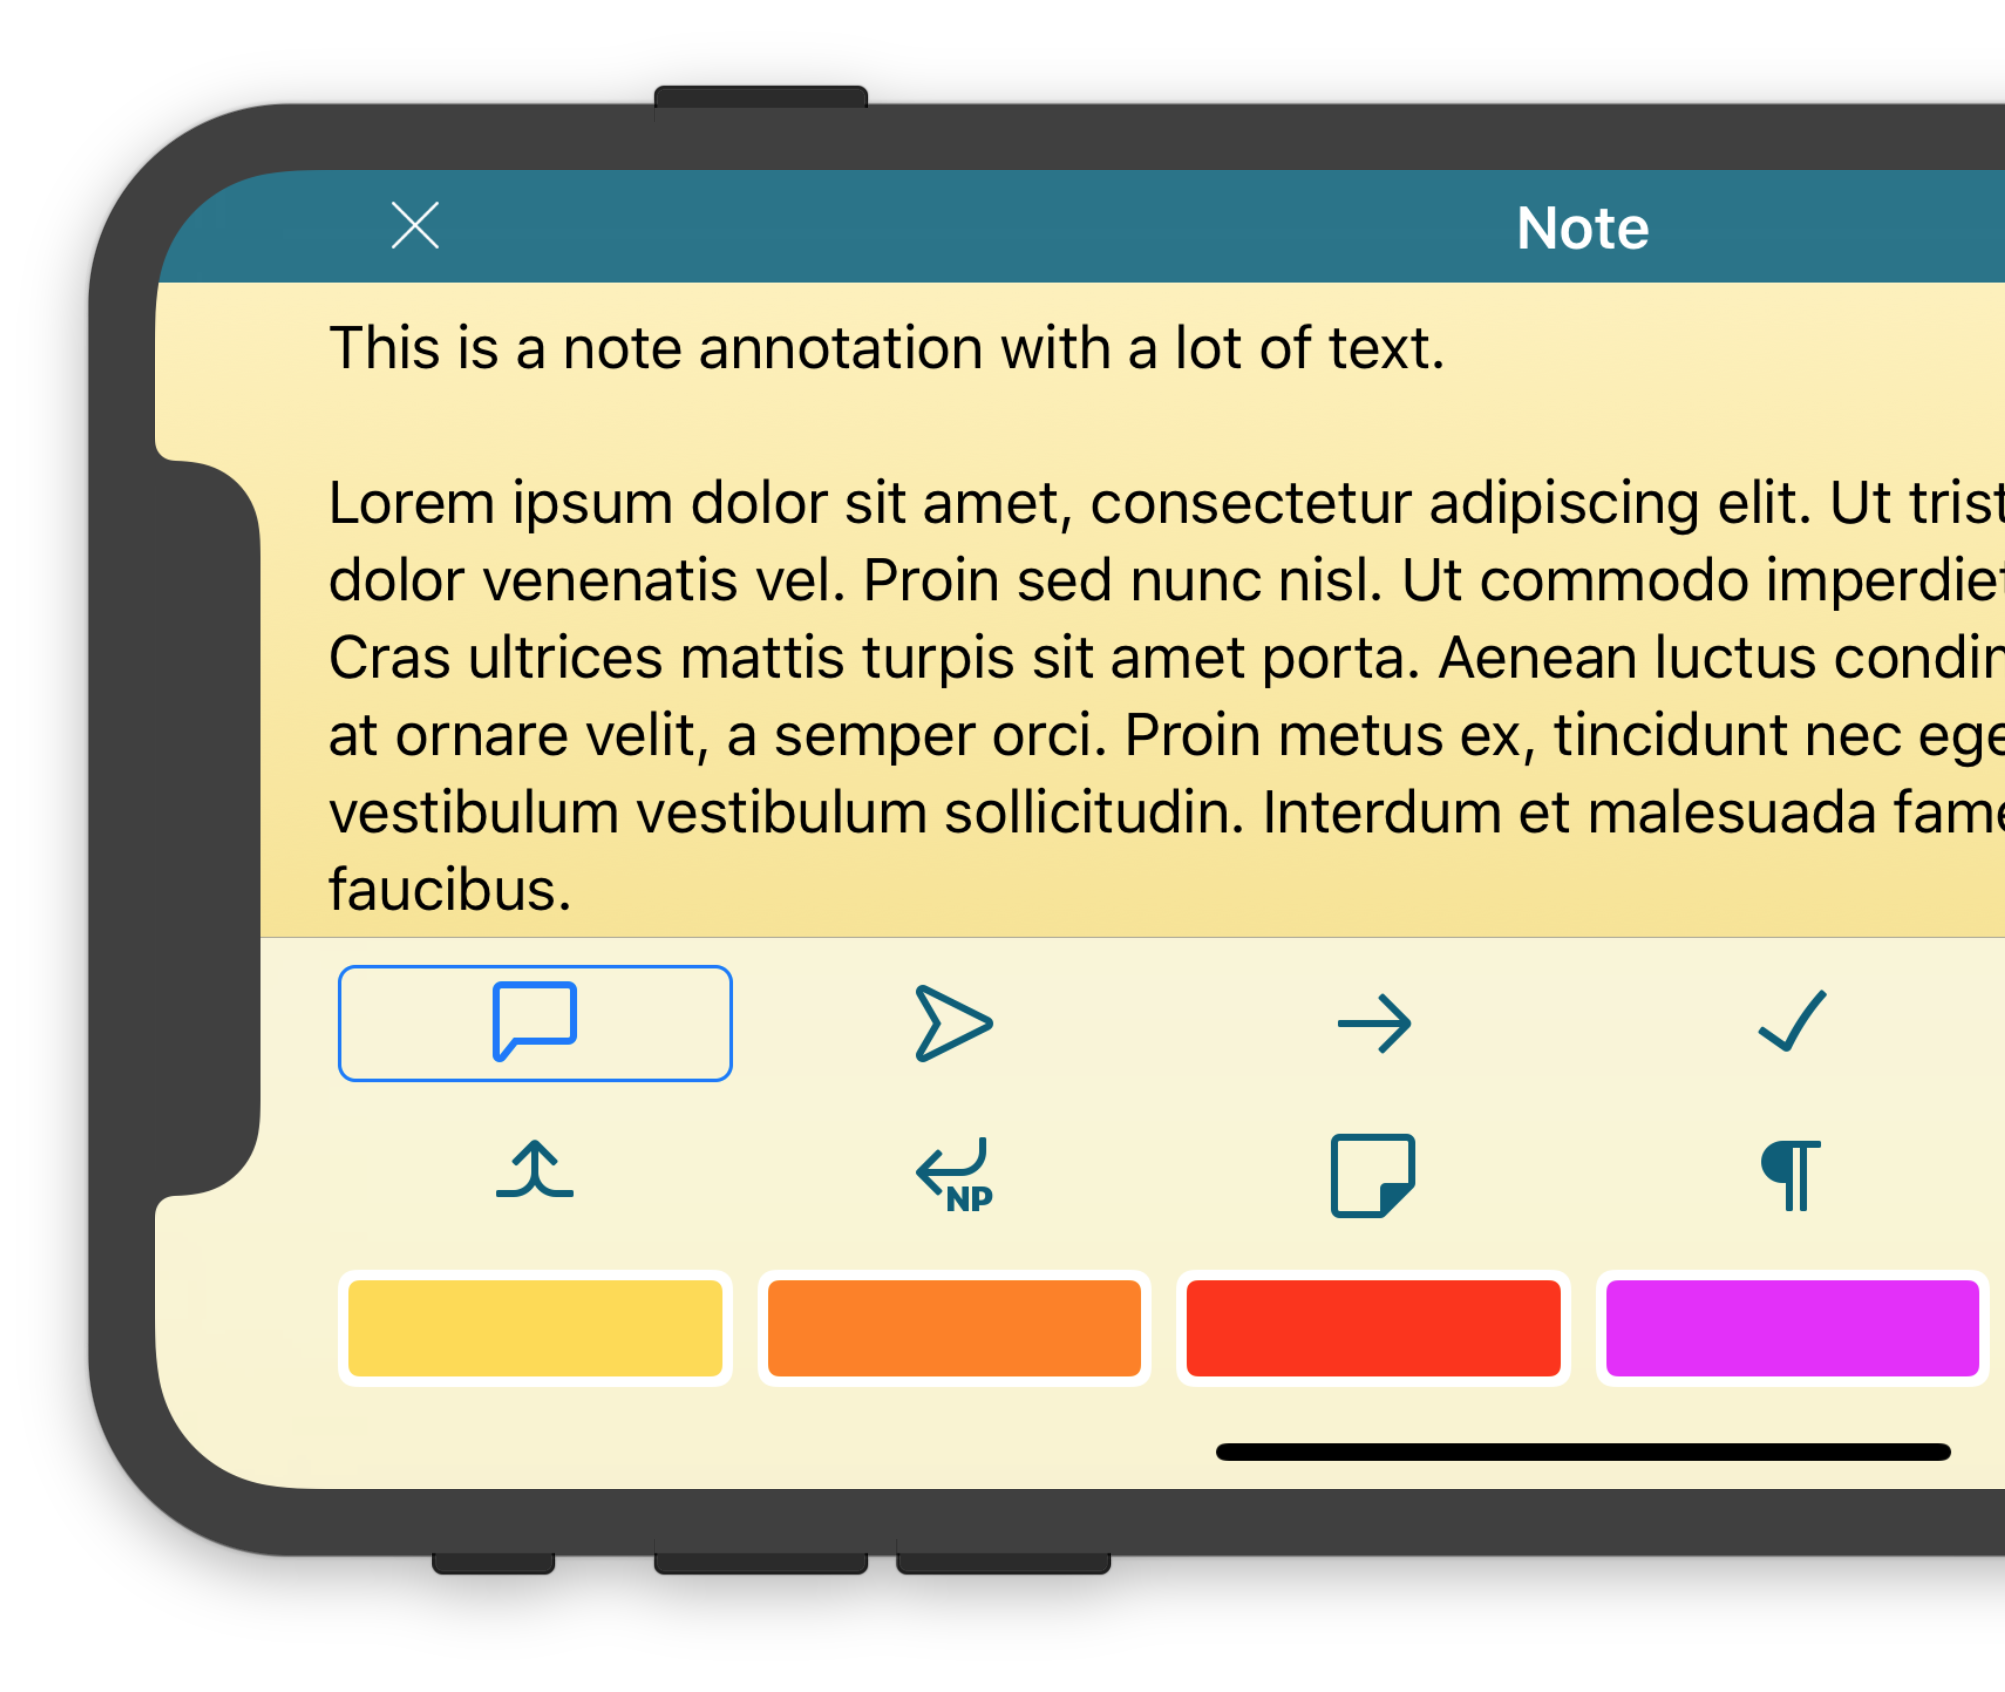 Note
This is a note annotation with a lot of text.
Lorem ipsum dolor sit amet, consectetur adipiscing elit. Ut
dolor venenatis vel. Proin sed nunc nisl. Ut commodo
Cras ultrices mattis turpis sit amet porta. Aenean luctus
at ornare velit, a semper orci. Proin metus ex, tincidunt nec
vestibulum vestibulum sollicitudin. Interdum et malesuada
faucibus.
NP
¶